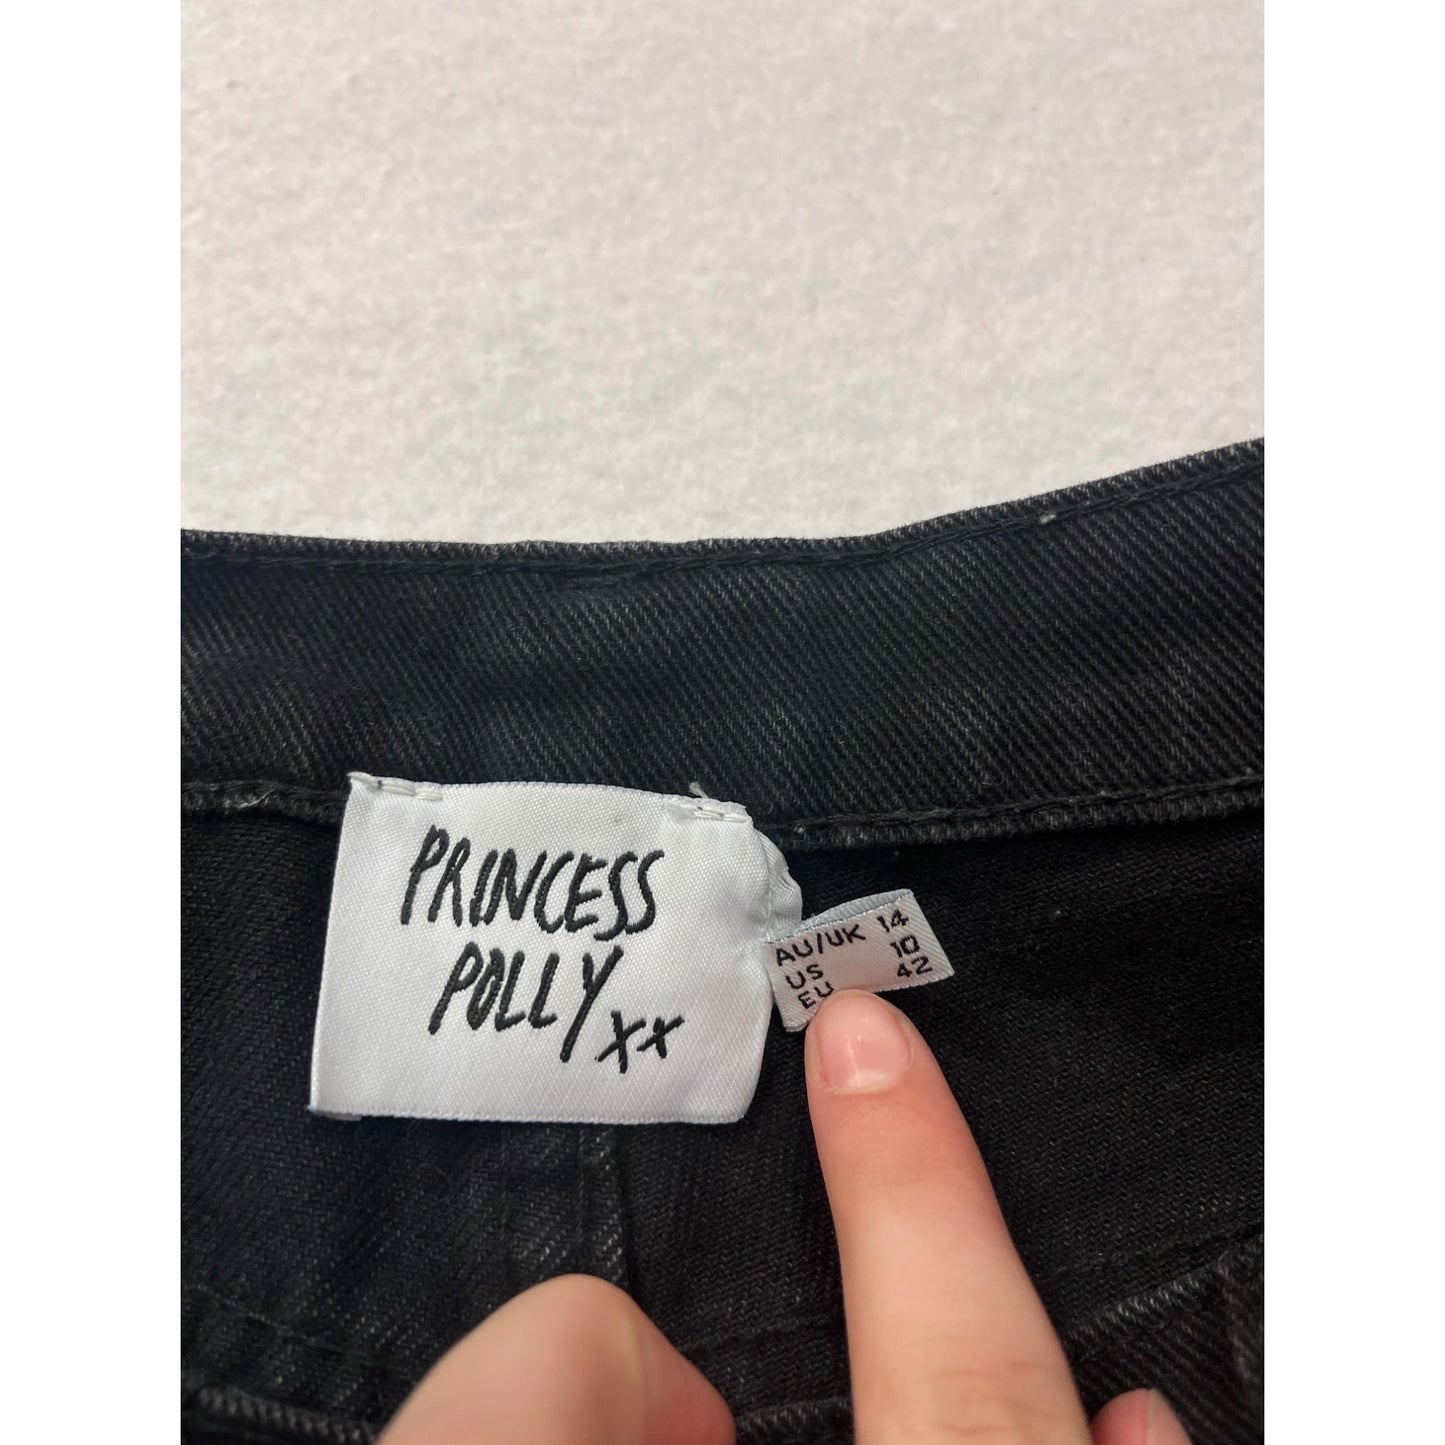 PRINCESS
POLLY xx
AU/UK 14
US 10
EU 42